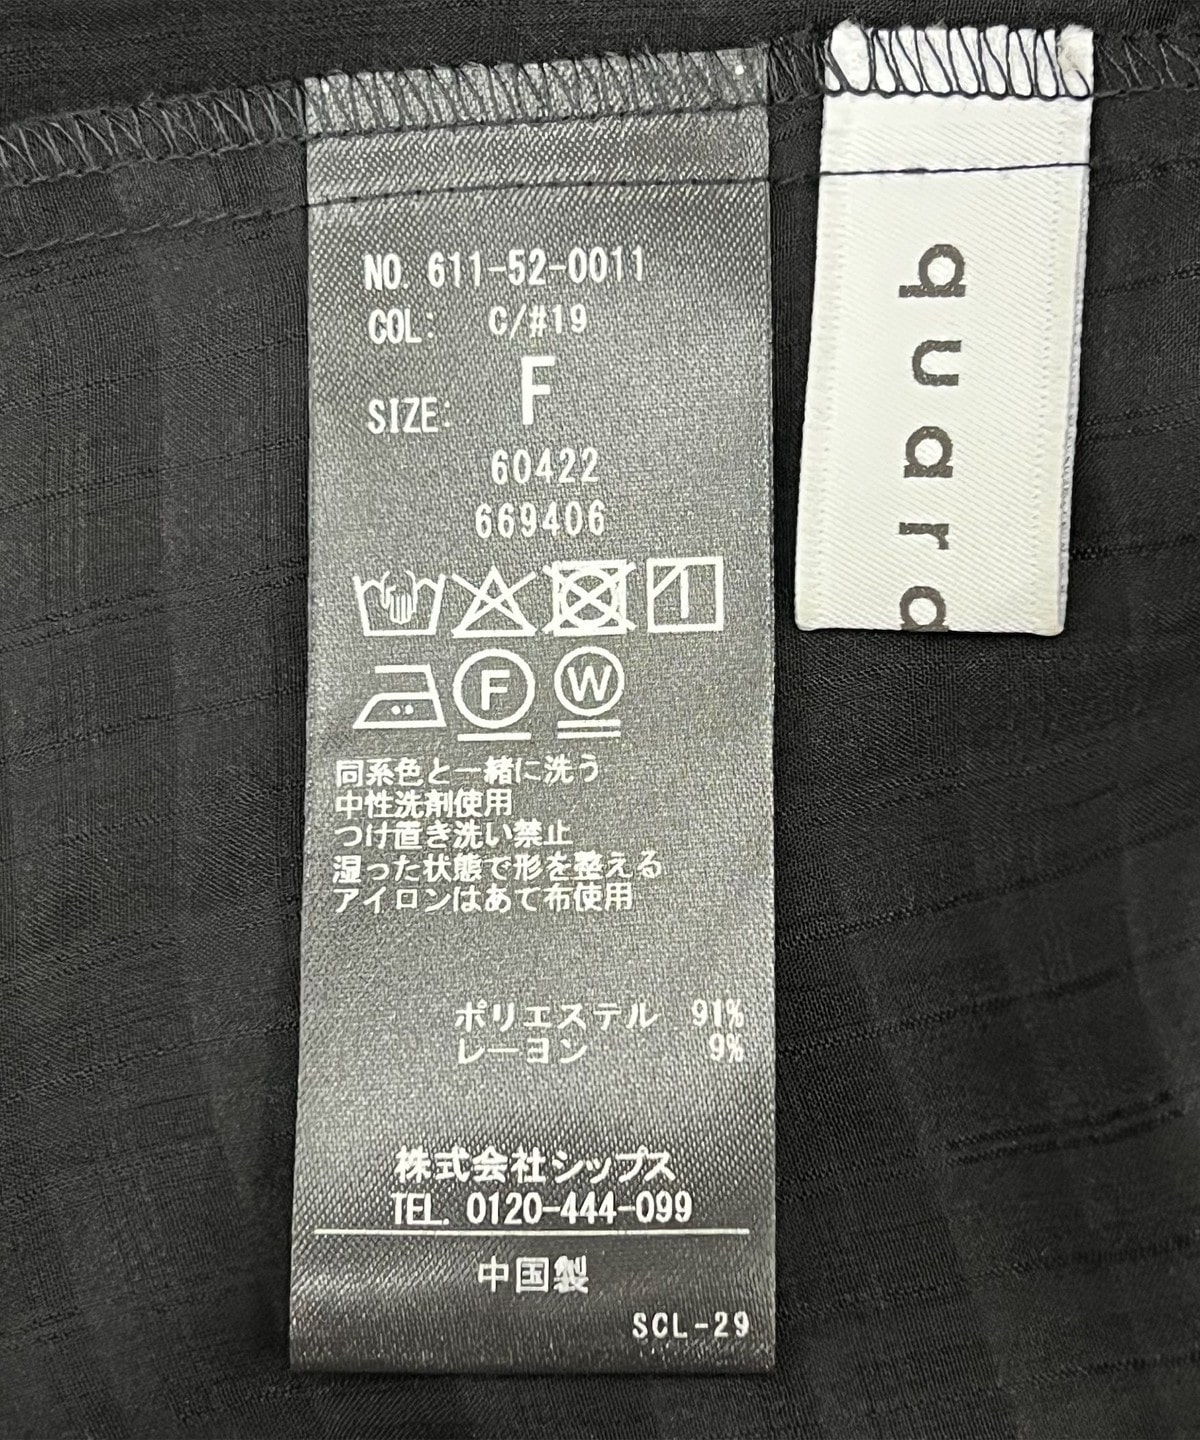 NO. 611-52-0011
COL: C/#19
SIZE: F
60422
669406
F W
同系色と一緒に洗う
中性洗剤使用
つけ置き洗い禁止
湿った状態で形を整える
アイロンはあて布使用
ポリエステル 91%
レーヨン 9%
株式会社シップス
TEL. 0120-444-099
中国製
SCL-29
quard